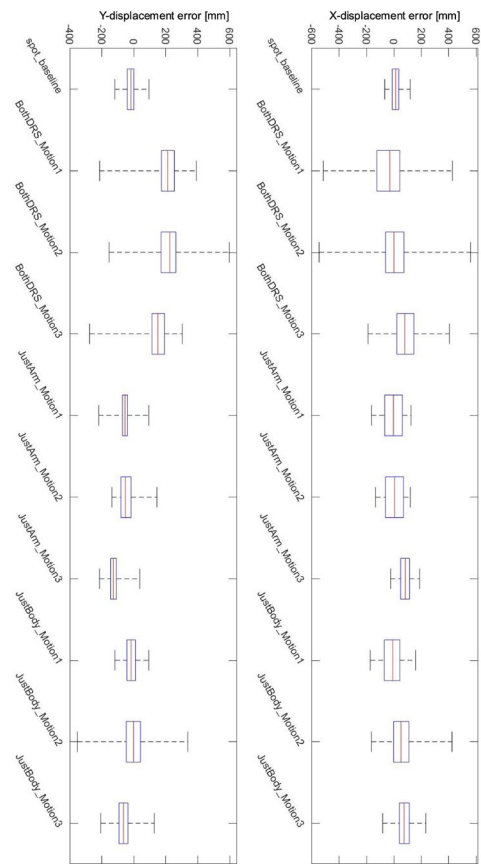 Y-displacement error [mm]
-400
-200
0
200
400
600
spot_baseline
BothDRS_Motion1
BothDRS_Motion2
BothDRS_Motion3
JustArm_Motion1
JustArm_Motion2
JustArm_Motion3
JustBody_Motion1
JustBody_Motion2
JustBody_Motion3
X-displacement error [mm]
-600
-400
-200
0
200
400
600
spot_baseline
BothDRS_Motion1
BothDRS_Motion2
BothDRS_Motion3
JustArm_Motion1
JustArm_Motion2
JustArm_Motion3
JustBody_Motion1
JustBody_Motion2
JustBody_Motion3